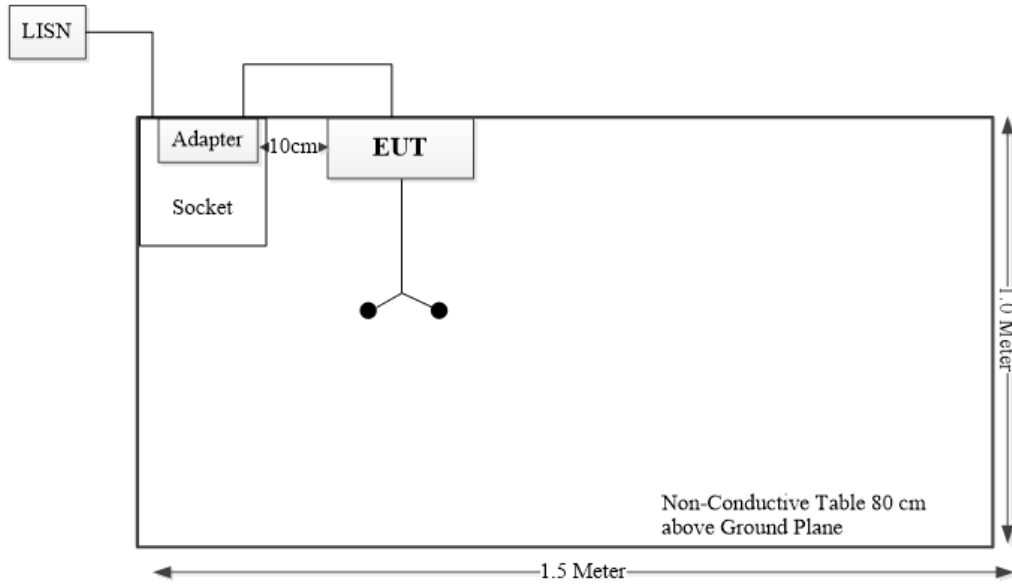 LISN
Adapter
10cm
EUT
Socket
1.0 Meter
Non-Conductive Table 80 cm
above Ground Plane
1.5 Meter